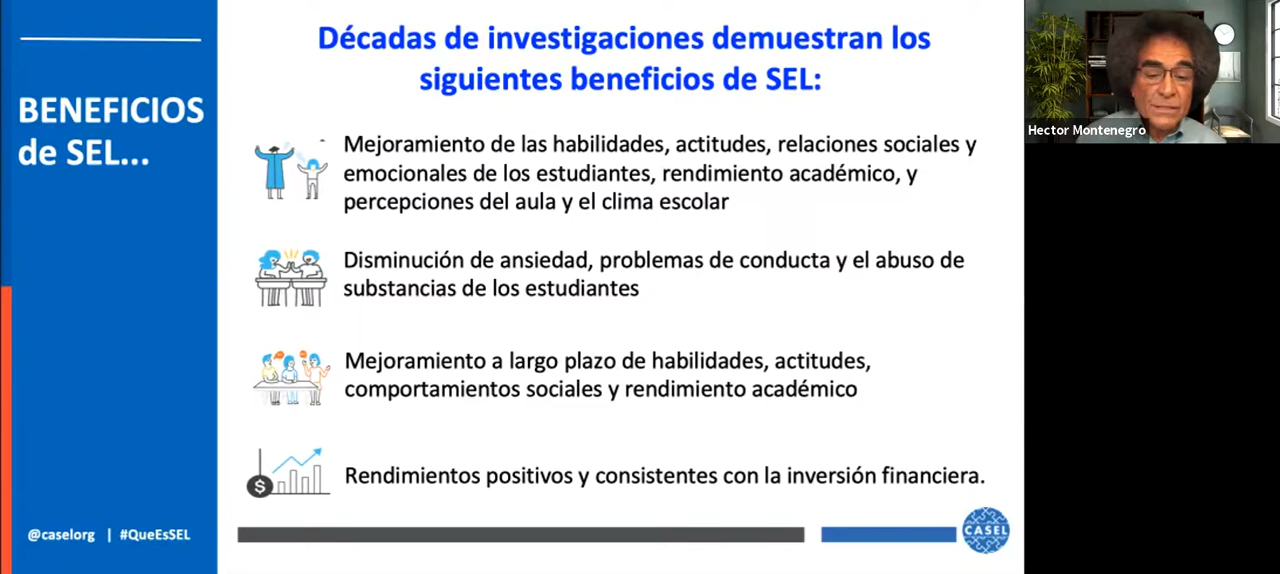 BENEFICIOS
de SEL...
Décadas de investigaciones demuestran los
siguientes beneficios de SEL:
Mejoramiento de las habilidades, actitudes, relaciones sociales y
emocionales de los estudiantes, rendimiento académico, y
percepciones del aula y el clima escolar
Disminución de ansiedad, problemas de conducta y el abuso de
substancias de los estudiantes
Mejoramiento a largo plazo de habilidades, actitudes,
comportamientos sociales y rendimiento académico
$
Rendimientos positivos y consistentes con la inversión financiera.
@caselorg | #QueEsSEL
CASEL
Hector Montenegro